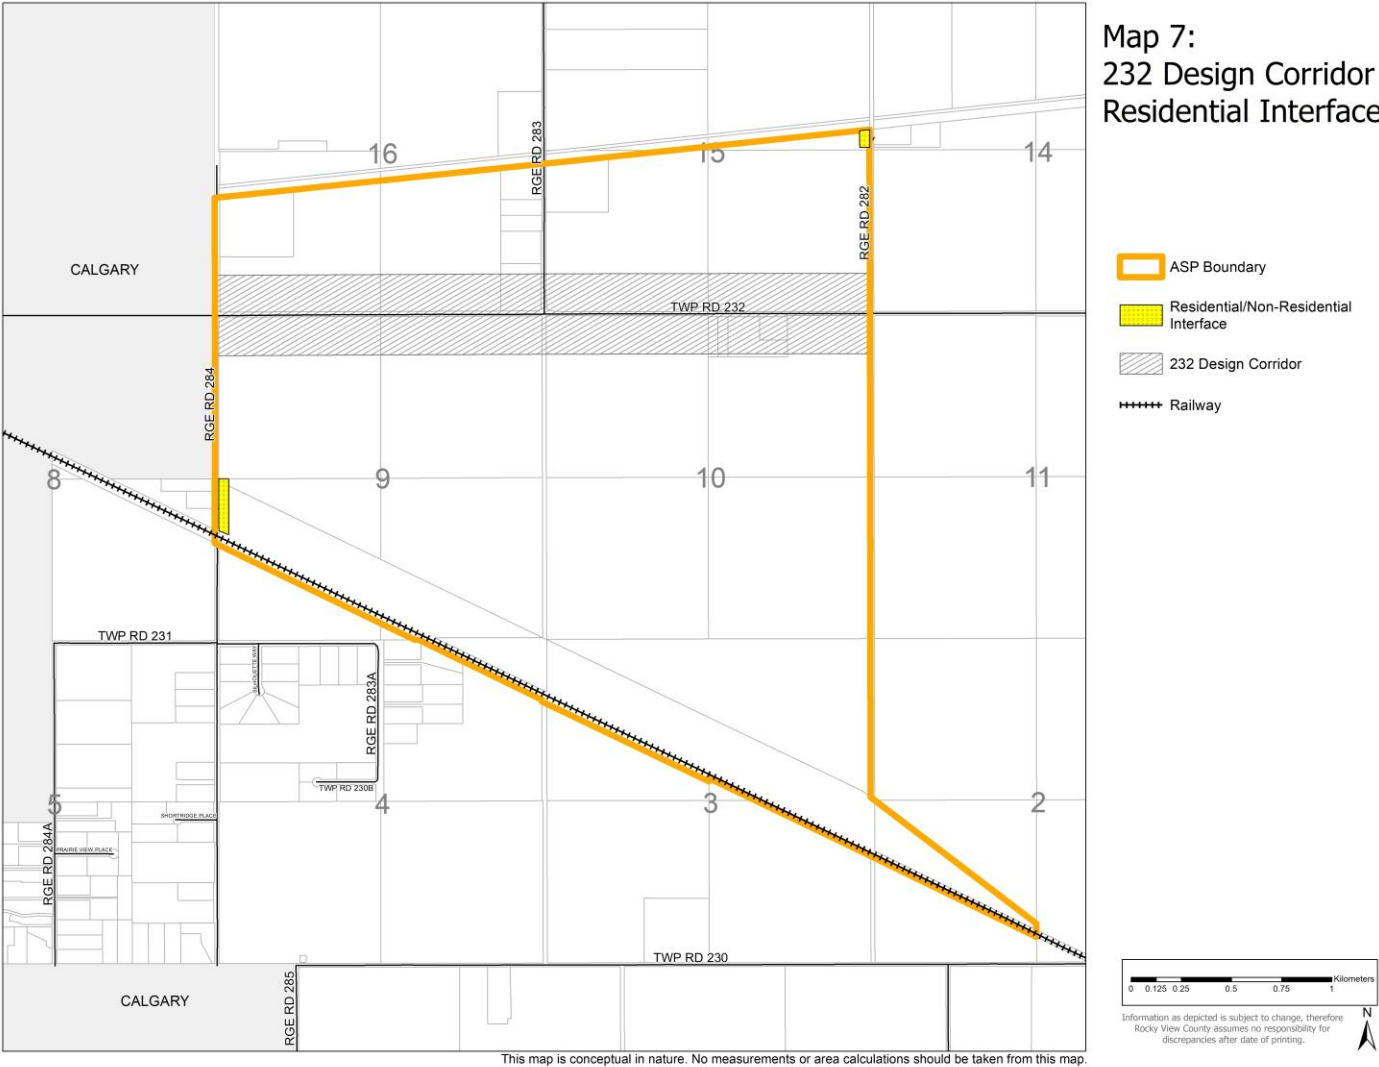 Map 7:
232 Design Corridor
Residential Interface
ASP Boundary
Residential/Non-Residential
Interface
232 Design Corridor
Railway
CALGARY
16
15
14
RGE RD 283
RGE RD 282
TWP RD 232
RGE RD 284
8
9
10
11
TWP RD 231
SILHOUETTE WAY
RGE RD 283A
TWP RD 230B
5
4
3
2
SHORTRIDGE PLACE
PRAIRIE VIEW PLACE
RGE RD 284A
TWP RD 230
CALGARY
RGE RD 285
Kilometers
0 0.125 0.25 0.5 0.75 1
Information as depicted is subject to change, therefore
Rocky View County assumes no responsibility for
discrepancies after date of printing.
N
This map is conceptual in nature. No measurements or area calculations should be taken from this map.